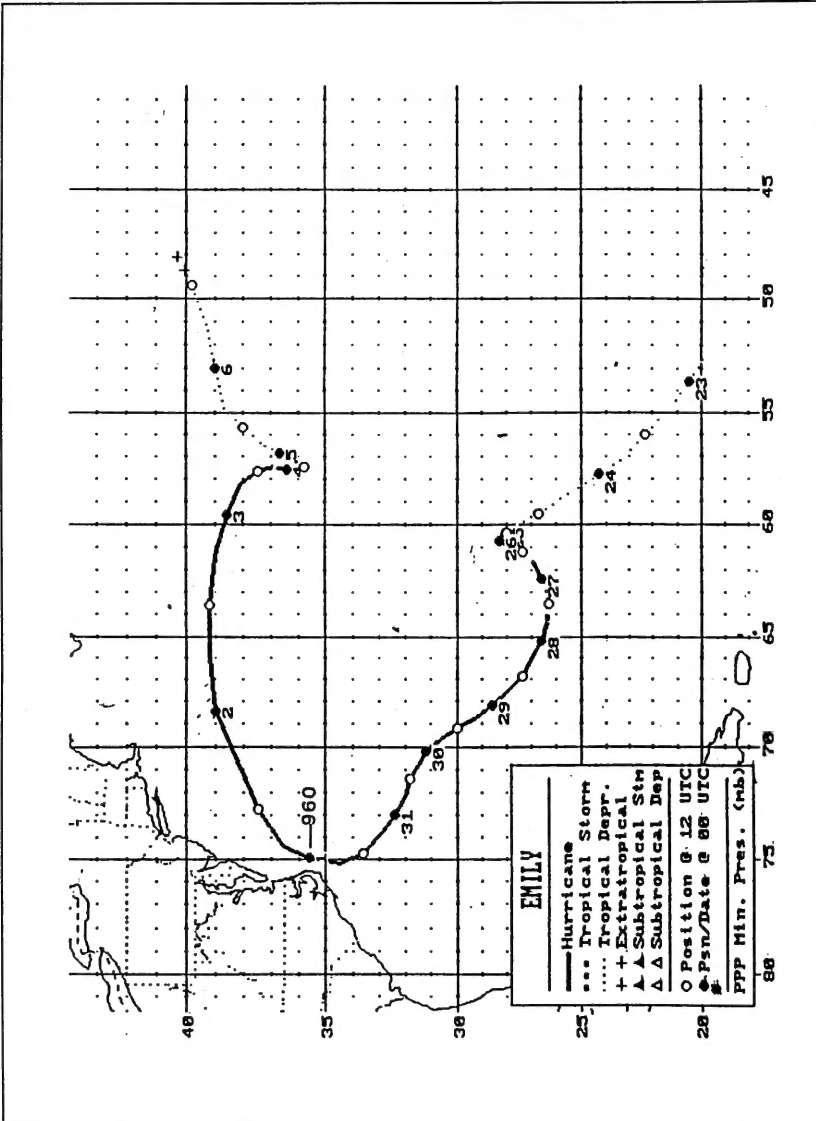 EMILY
Hurricane
Tropical Storm
Tropical Depr.
+ + Extratropical
▲ ▲ Subtropical Stm
△ △ Subtropical Dep
O Position @ 12 UTC
● Psn/Date @ 00 UTC
PPP Min. Pres. (mb)
40
35
30
25
20
45
50
55
60
65
70
75
80
23
24
25
26
27
28
29
30
31
960
2
3
4
5
6